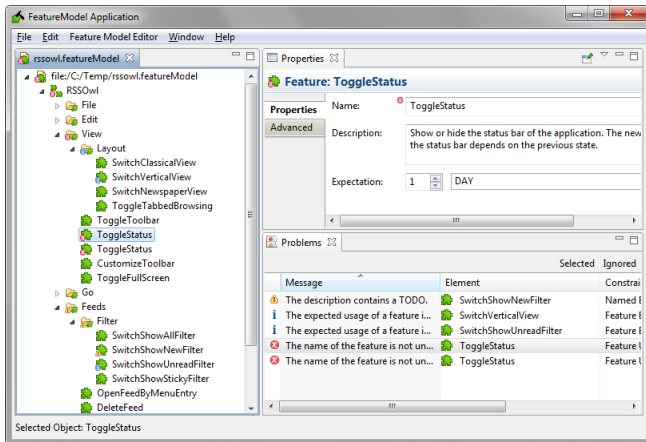 FeatureModel Application
File Edit Feature Model Editor Window Help
rssowl.featureModel
file:/C:/Temp/rssowl.featureModel
RSSOwl
File
Edit
View
Layout
SwitchClassicalView
SwitchVerticalView
SwitchNewspaperView
ToggleTabbedBrowsing
ToggleToolbar
ToggleStatus
ToggleStatus
CustomizeToolbar
ToggleFullScreen
Go
Feeds
Filter
SwitchShowAllFilter
SwitchShowNewFilter
SwitchShowUnreadFilter
SwitchShowStickyFilter
OpenFeedByMenuEntry
DeleteFeed
Properties
Feature: ToggleStatus
Properties
Advanced
Name: ToggleStatus
Description: Show or hide the status bar of the application. The new
the status bar depends on the previous state.
Expectation: 1 DAY
Problems
Selected Ignored
Message Element Constrai
The description contains a TODO. SwitchShowNewFilter Named E
The expected usage of a feature i... SwitchVerticalView Feature E
The expected usage of a feature i... SwitchShowUnreadFilter Feature E
The name of the feature is not un... ToggleStatus Feature U
The name of the feature is not un... ToggleStatus Feature U
Selected Object: ToggleStatus